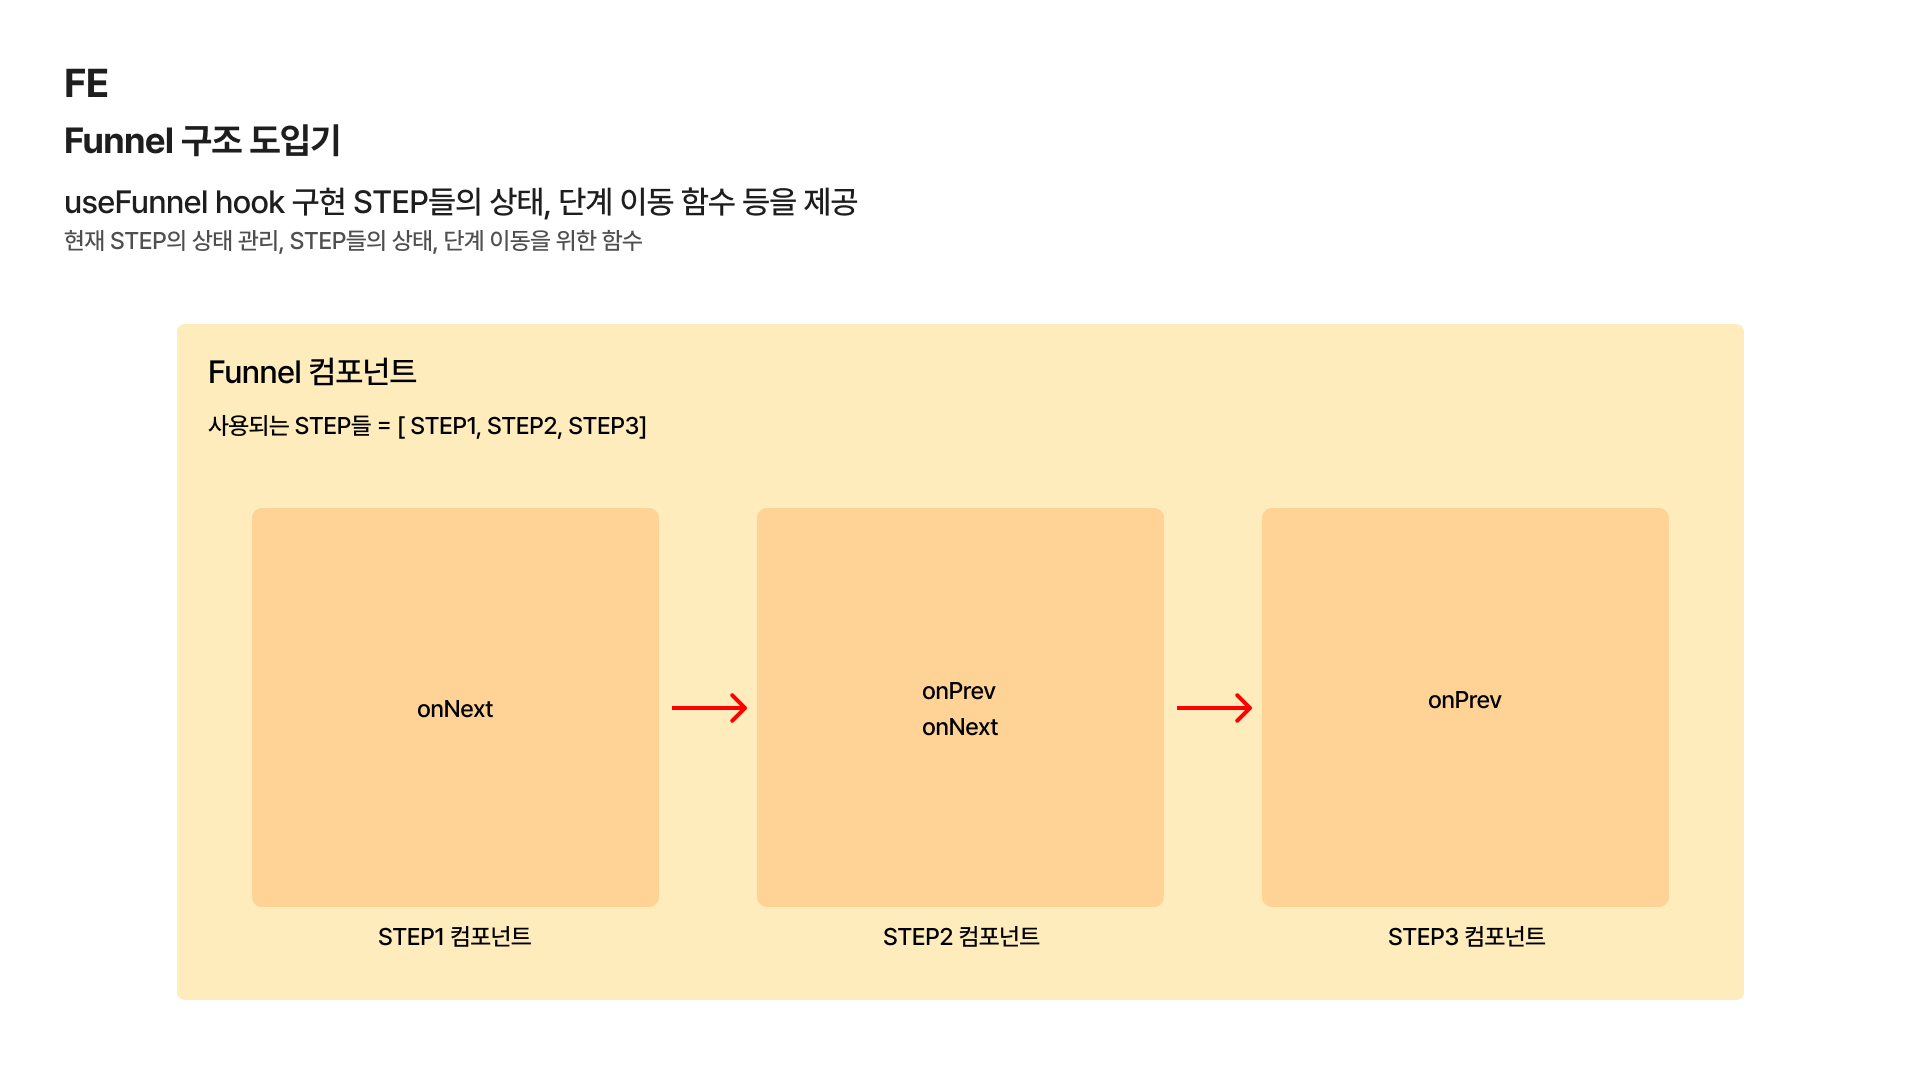 FE
Funnel 구조 도입기
useFunnel hook 구현 STEP들의 상태, 단계 이동 함수 등을 제공
현재 STEP의 상태 관리, STEP들의 상태, 단계 이동을 위한 함수
Funnel 컴포넌트
사용되는 STEP들 = [ STEP1, STEP2, STEP3]
onNext
onPrev
onNext
onPrev
STEP1 컴포넌트
STEP2 컴포넌트
STEP3 컴포넌트